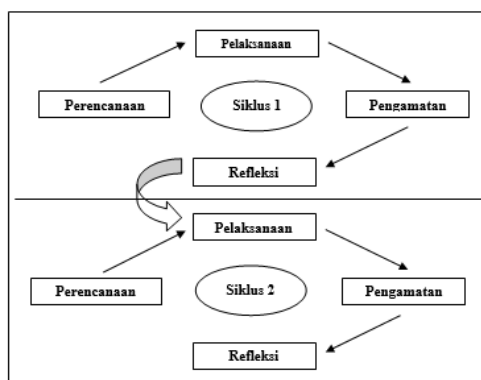 Pelaksanaan
Perencanaan
Siklus 1
Pengamatan
Refleksi
Pelaksanaan
Perencanaan
Siklus 2
Pengamatan
Refleksi